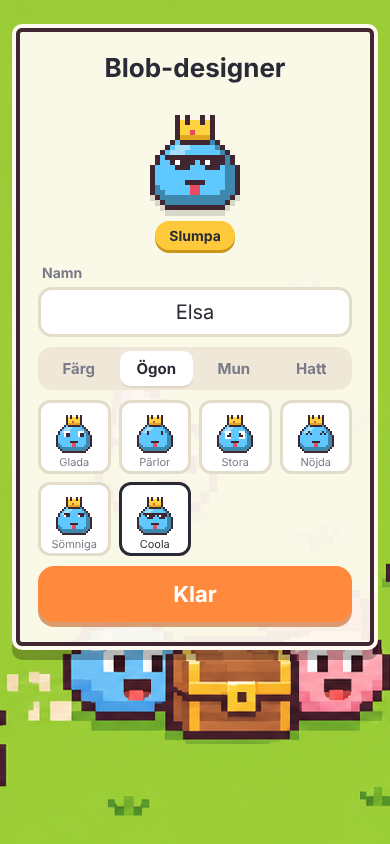 Blob-designer
Slumpa
Namn
Elsa
Färg Ögon Mun Hatt
Glada Pärlor Stora Nöjda
Sömniga Coola
Klar